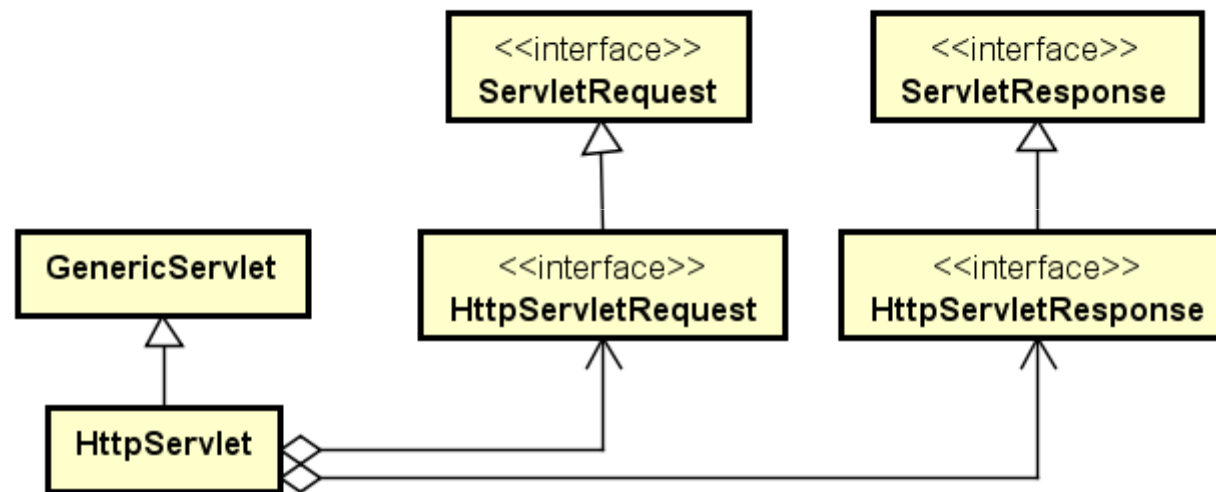 <<interface>>
ServletRequest
<<interface>>
ServletResponse
GenericServlet
<<interface>>
HttpServletRequest
<<interface>>
HttpServletResponse
HttpServlet